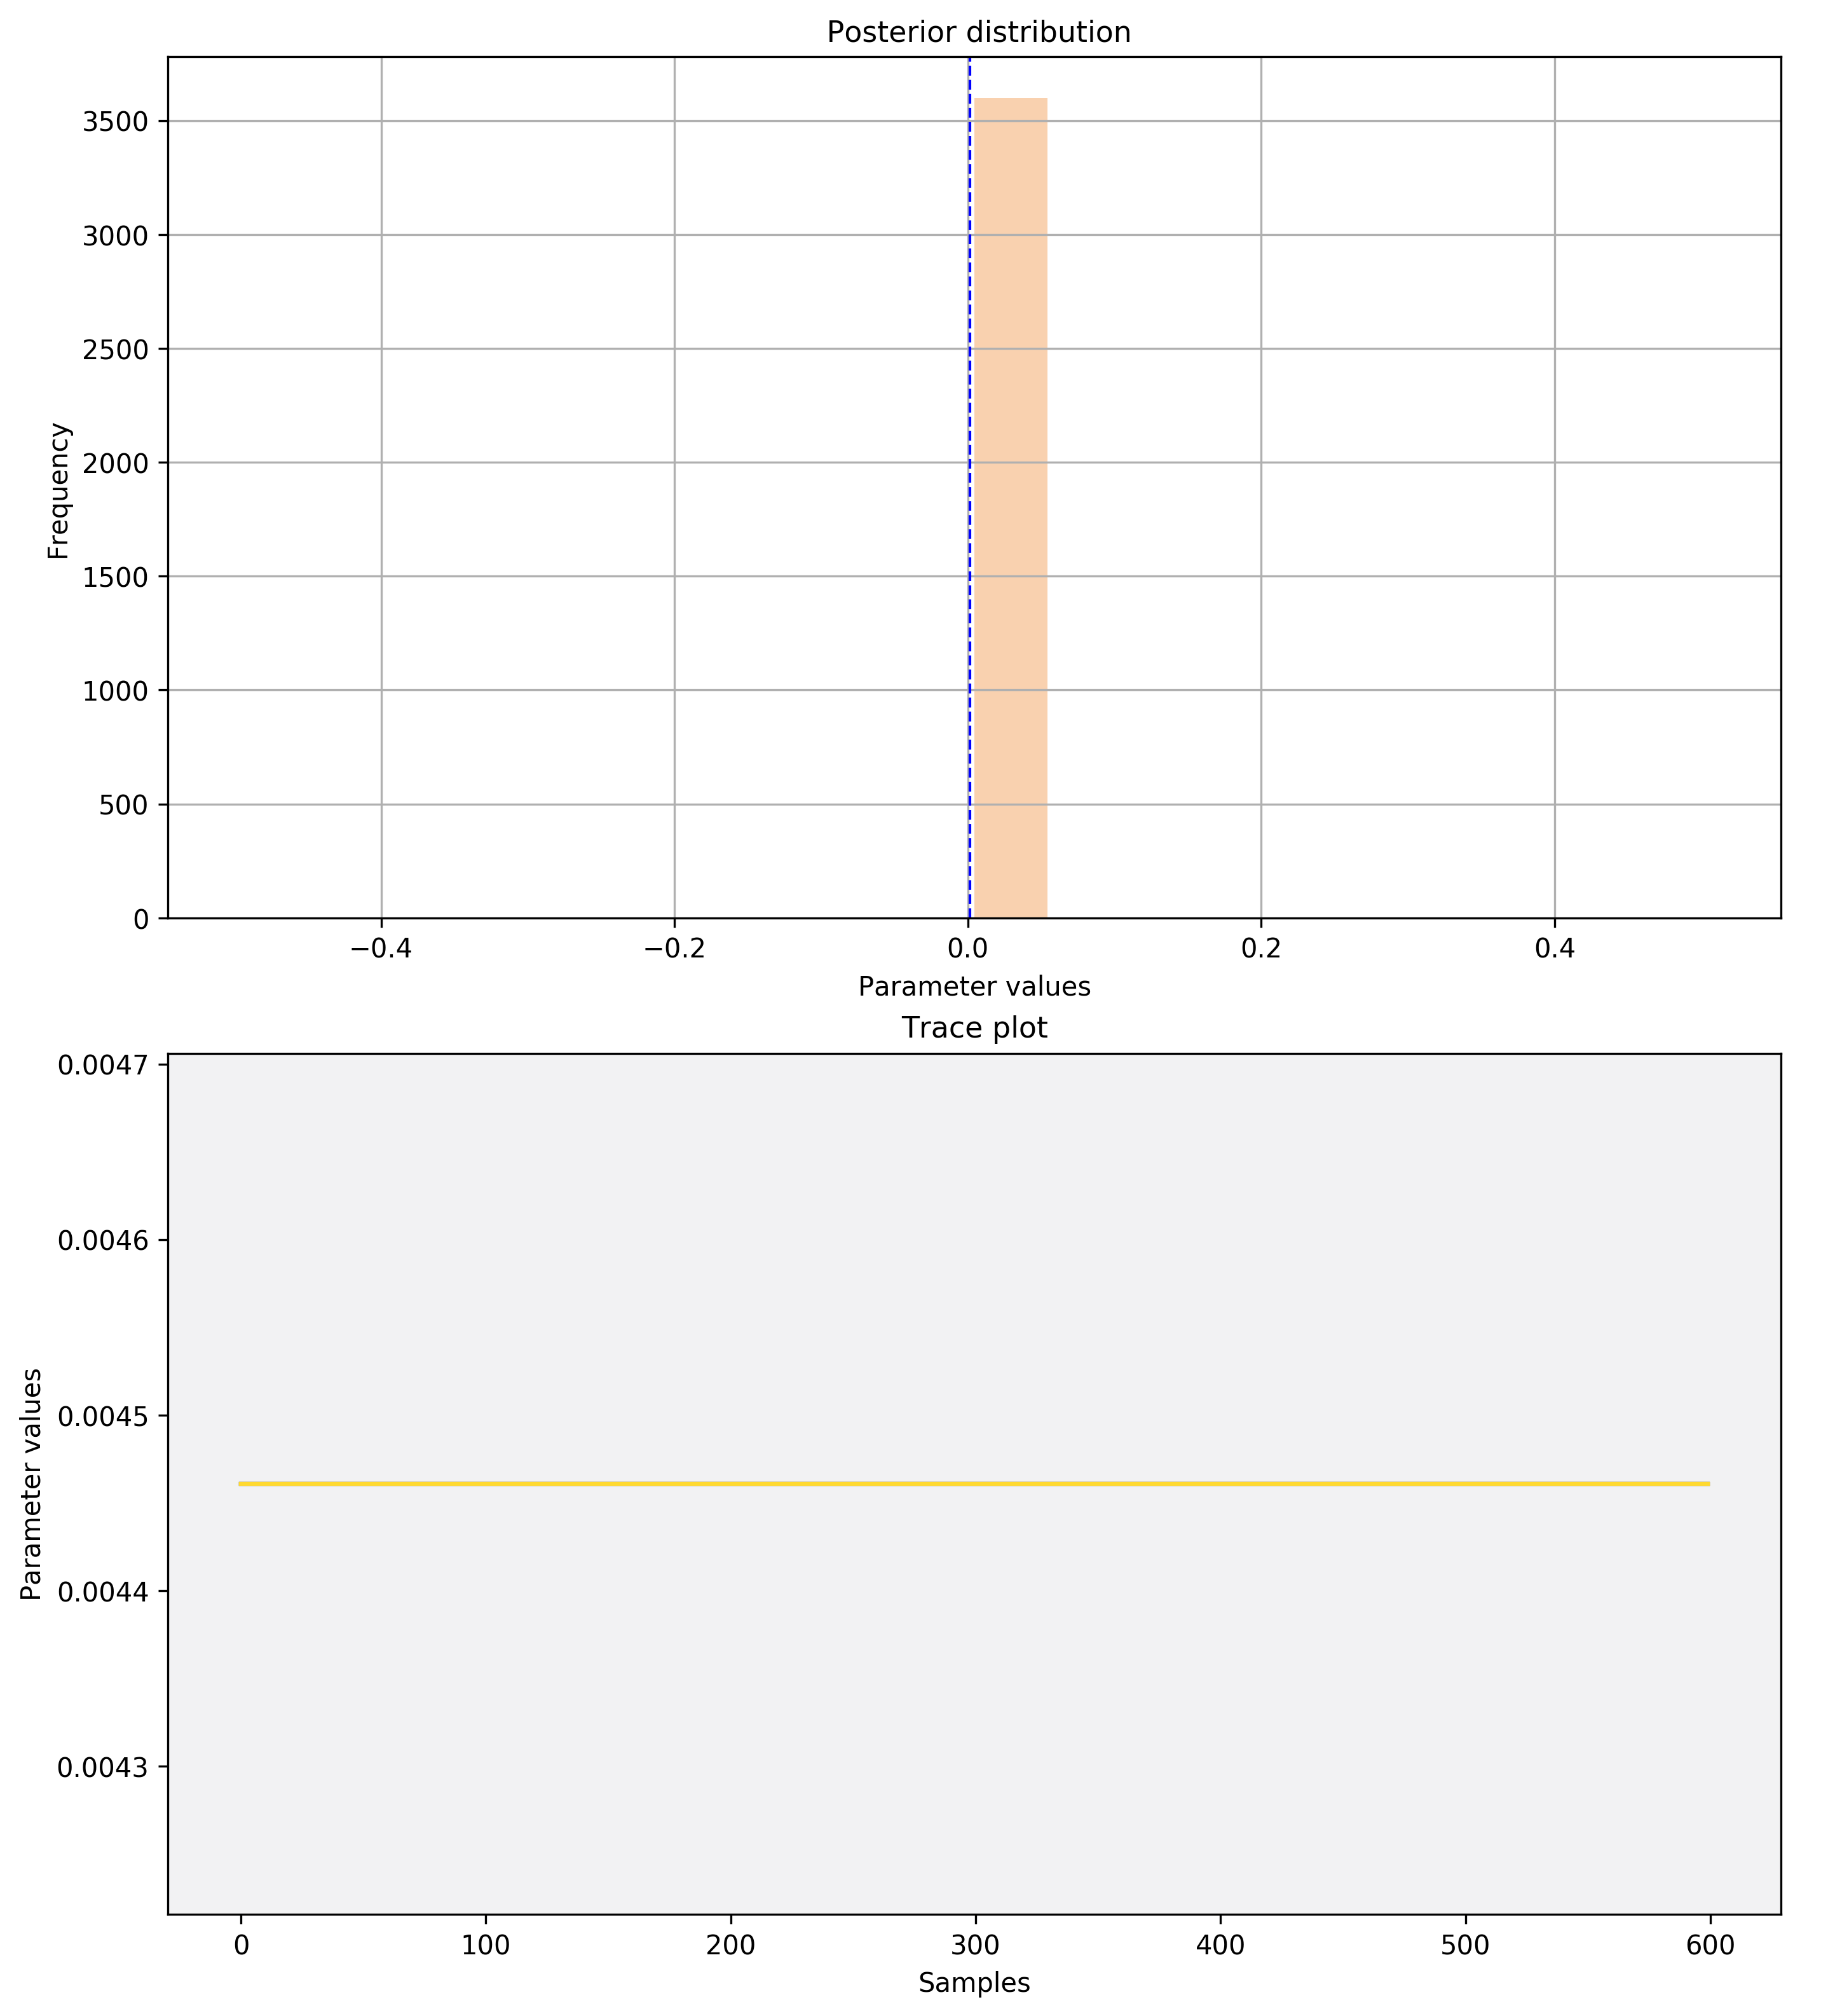 Posterior distribution
3500
3000
2500
2000
1500
1000
500
0
Frequency
−0.4 −0.2 0.0 0.2 0.4
Parameter values
Trace plot
0.0047
0.0046
0.0045
0.0044
0.0043
Parameter values
0 100 200 300 400 500 600
Samples